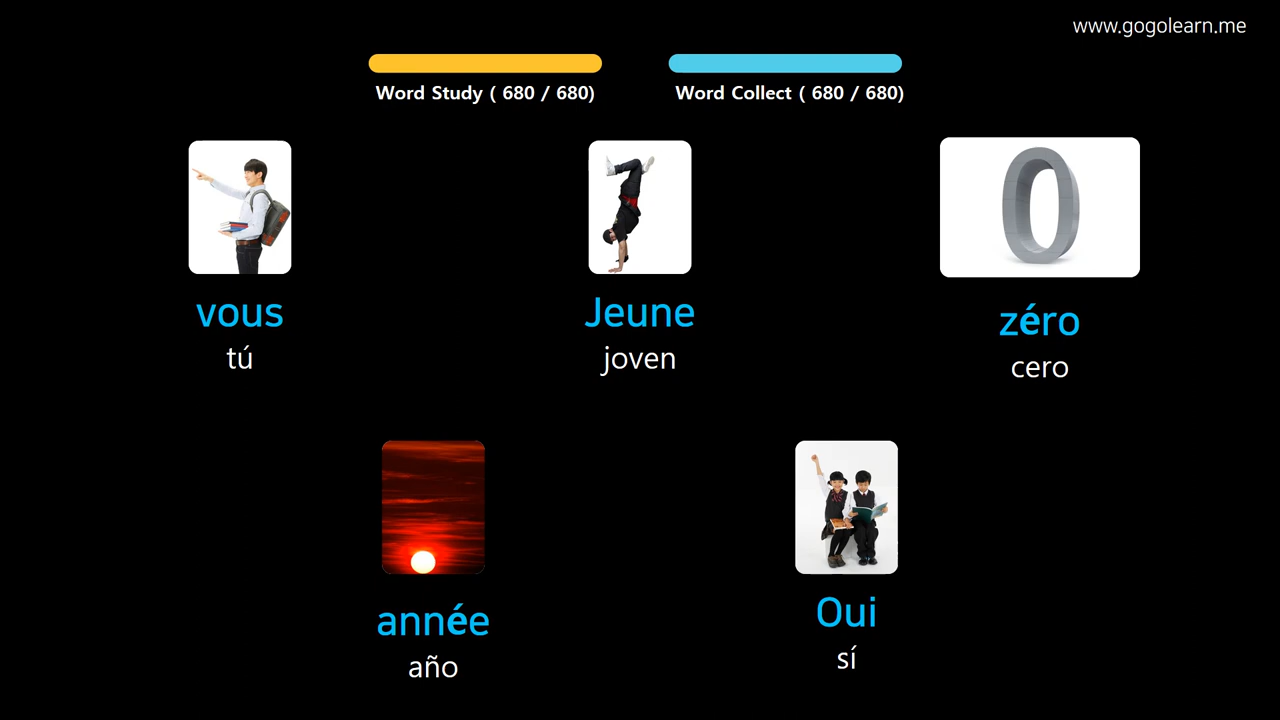 www.gogolearn.me
Word Study ( 680 / 680)
Word Collect ( 680 / 680)
vous
tú
Jeune
joven
zéro
cero
année
año
Oui
sí